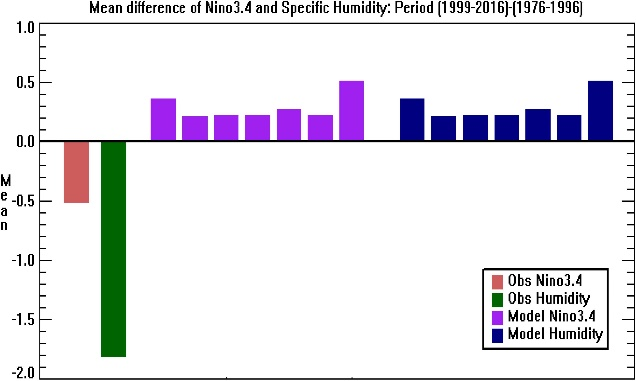 Mean difference of Nino3.4 and Specific Humidity: Period (1999-2016)-(1976-1996)
1.0
0.5
0.0
-0.5
-1.0
-1.5
-2.0
Mean
Obs Nino3.4
Obs Humidity
Model Nino3.4
Model Humidity